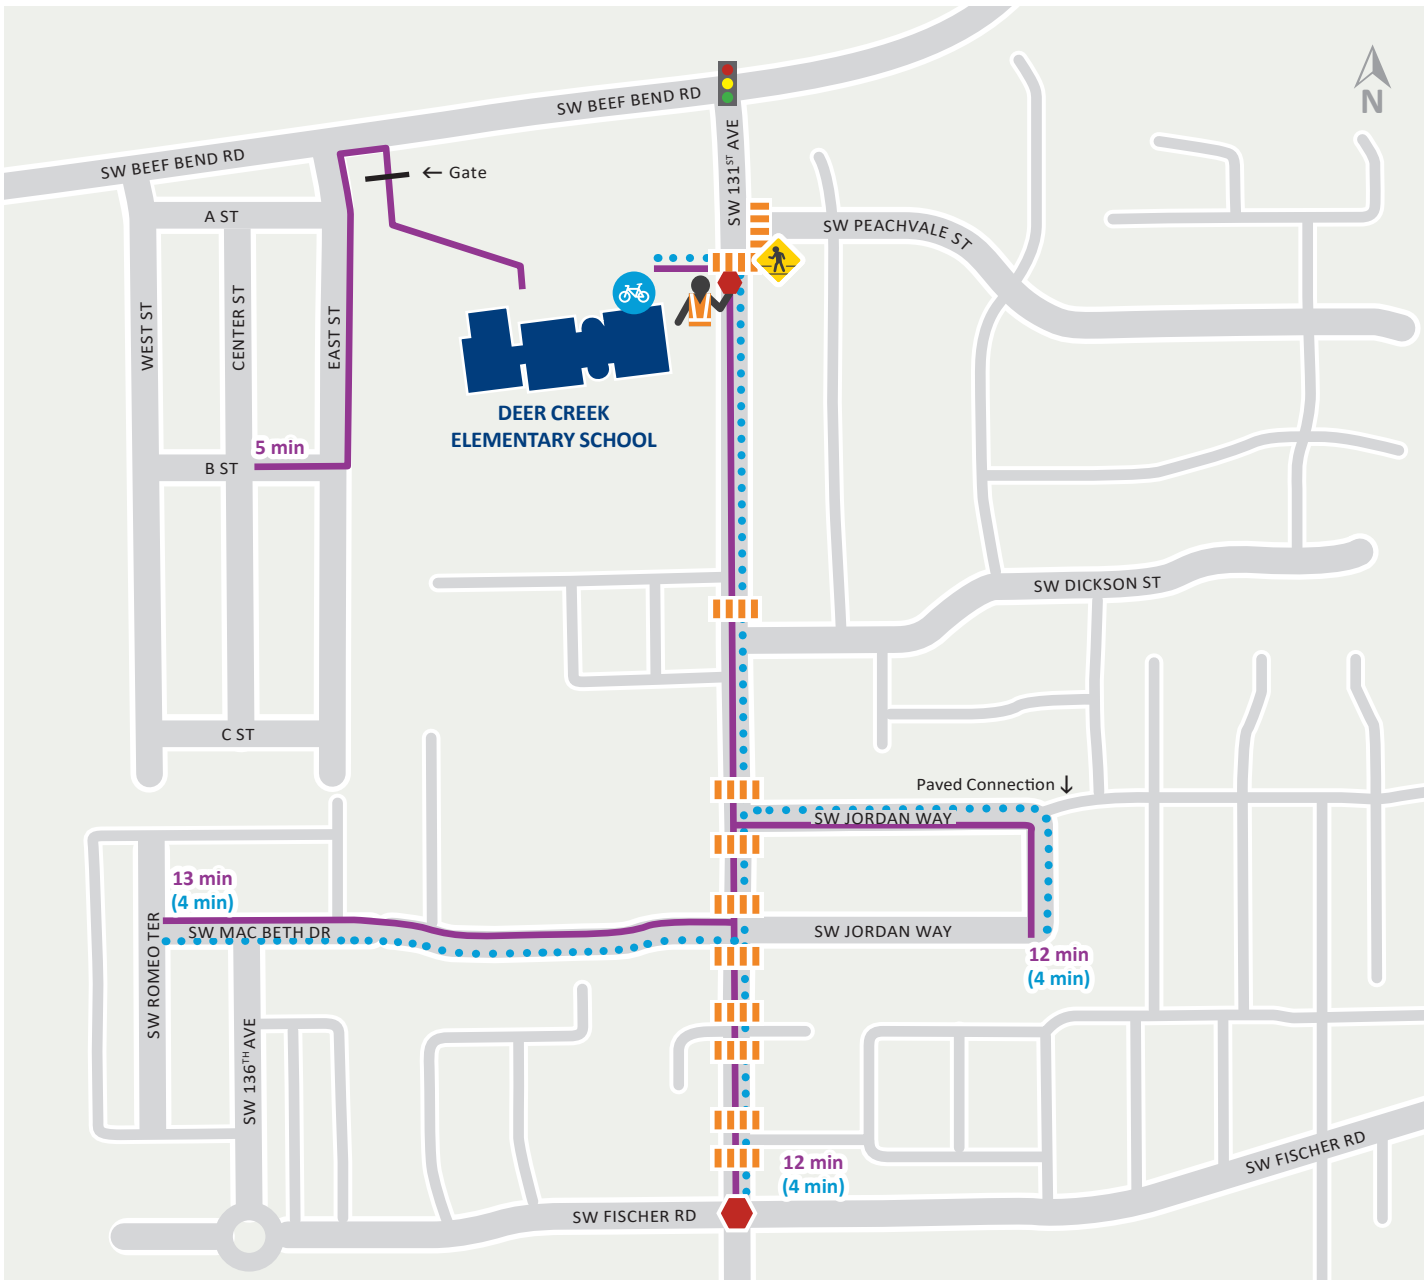 SW BEEF BEND RD
SW BEEF BEND RD
N
SW 131ST AVE
← Gate
A ST
SW PEACHVALE ST
WEST ST
CENTER ST
EAST ST
DEER CREEK
ELEMENTARY SCHOOL
5 min
B ST
SW DICKSON ST
C ST
Paved Connection ↓
SW JORDAN WAY
13 min
(4 min)
SW MAC BETH DR
SW JORDAN WAY
SW ROMEO TER
12 min
(4 min)
SW 136TH AVE
12 min
(4 min)
SW FISCHER RD
SW FISCHER RD